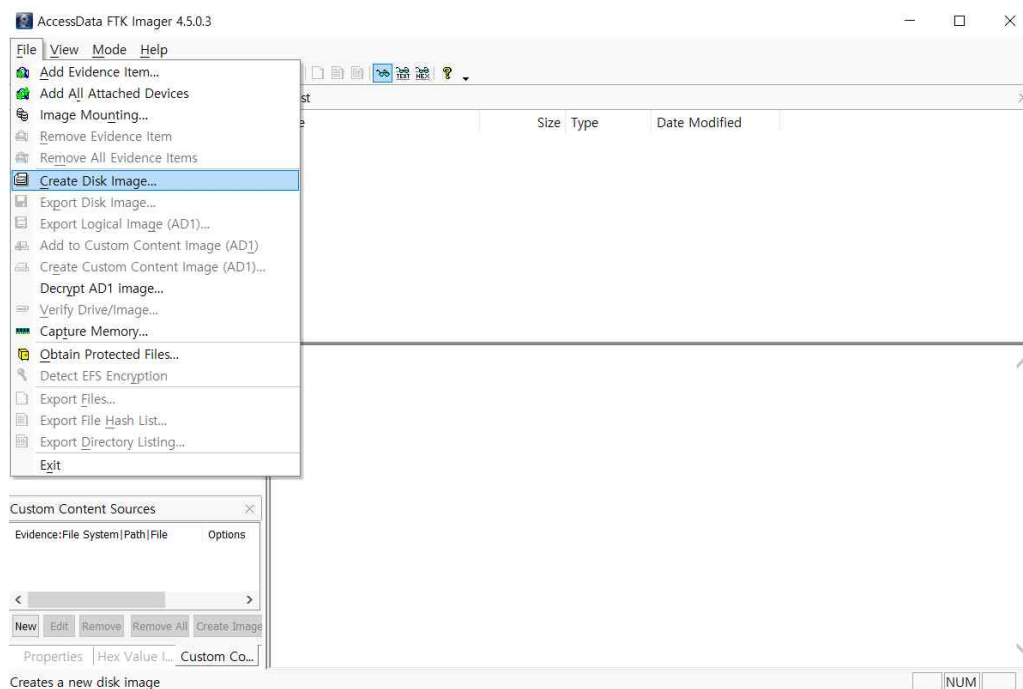 AccessData FTK Imager 4.5.0.3
File View Mode Help
Add Evidence Item...
Add All Attached Devices
st
Image Mounting...
e Size Type Date Modified
Remove Evidence Item
Remove All Evidence Items
Create Disk Image...
Export Disk Image...
Export Logical Image (AD1)...
Add to Custom Content Image (AD1)
Create Custom Content Image (AD1)...
Decrypt AD1 image...
Verify Drive/Image...
Capture Memory...
Obtain Protected Files...
Detect EFS Encryption
Export Files...
Export File Hash List...
Export Directory Listing...
Exit
Custom Content Sources
Evidence:File System|Path|File Options
New Edit Remove Remove All Create Image
Properties Hex Value I... Custom Co...
Creates a new disk image NUM